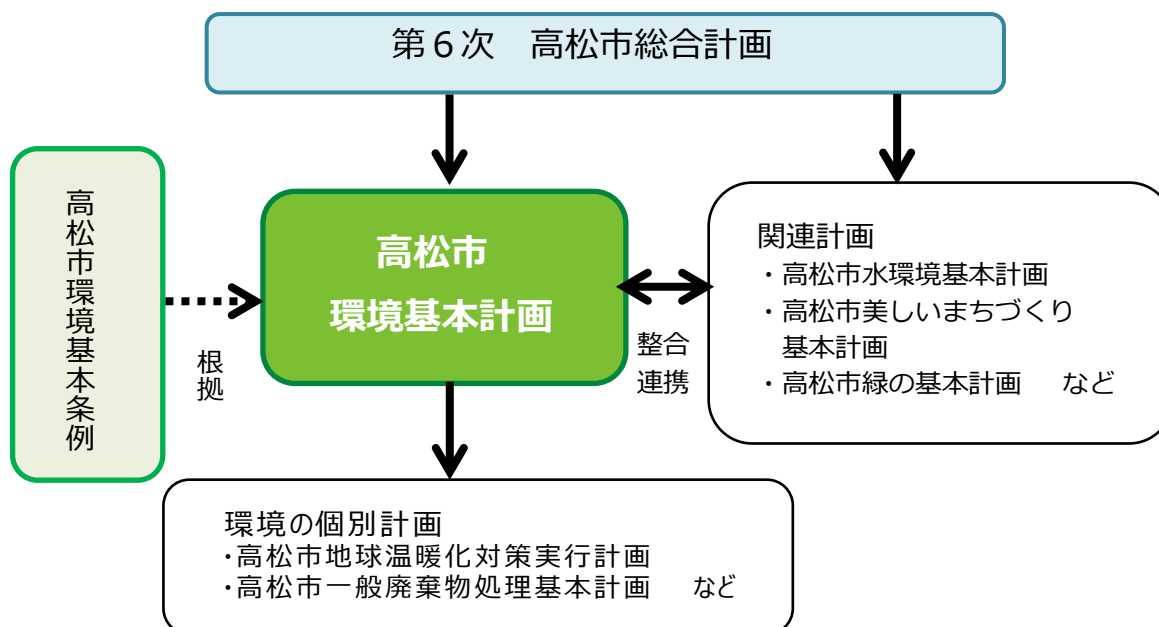 第6次　高松市総合計画
高松市環境基本条例
根拠
高松市
環境基本計画
整合
連携
関連計画
・高松市水環境基本計画
・高松市美しいまちづくり
基本計画
・高松市緑の基本計画　など
環境の個別計画
・高松市地球温暖化対策実行計画
・高松市一般廃棄物処理基本計画　など